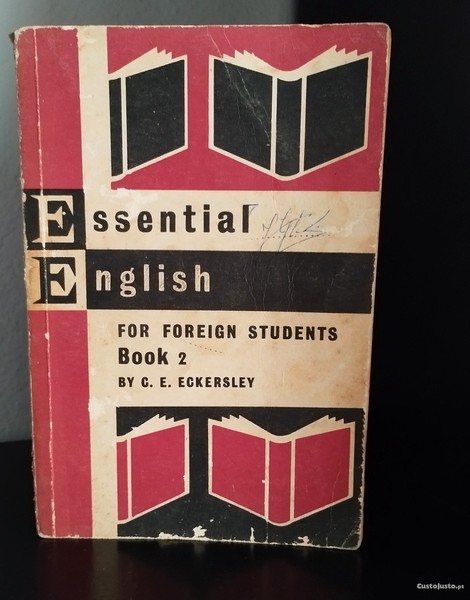 Essential
English
FOR FOREIGN STUDENTS
Book 2
BY C. E. ECKERSLEY
CustoJusto.pt